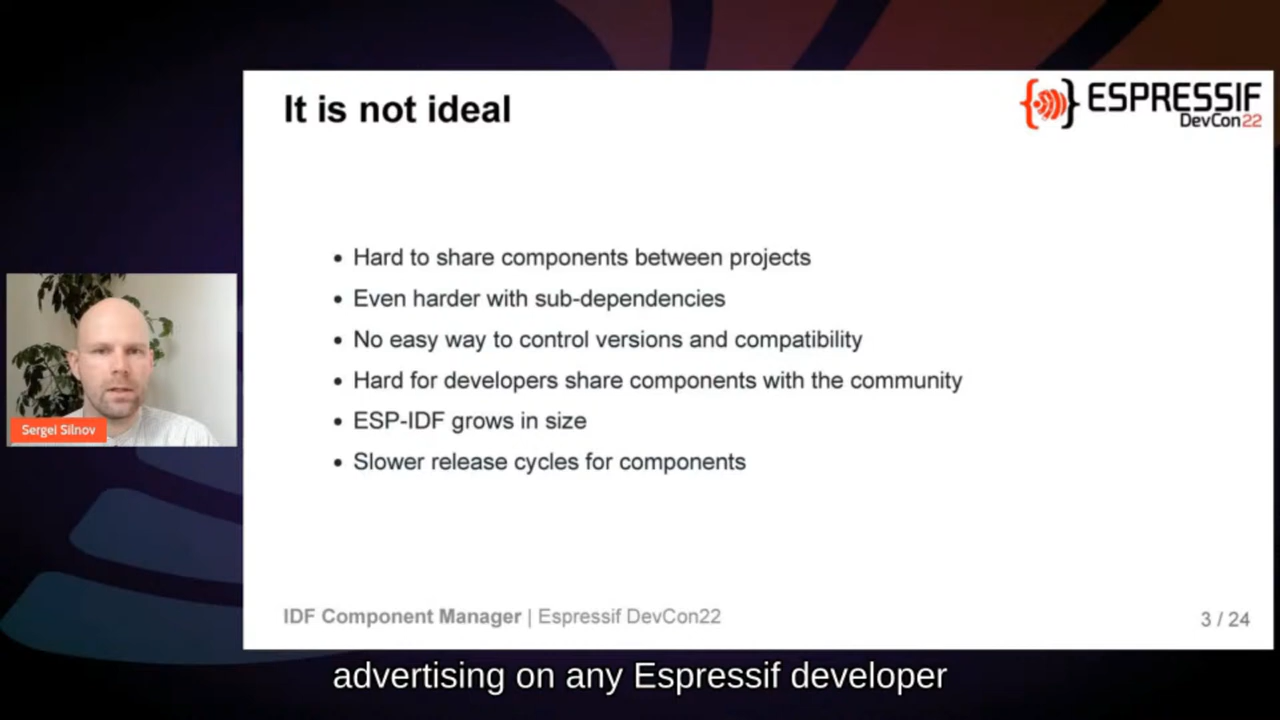 It is not ideal
ESPRESSIF
DevCon22
Hard to share components between projects
Even harder with sub-dependencies
No easy way to control versions and compatibility
Hard for developers share components with the community
ESP-IDF grows in size
Slower release cycles for components
Sergei Silnov
IDF Component Manager | Espressif DevCon22
3 / 24
advertising on any Espressif developer